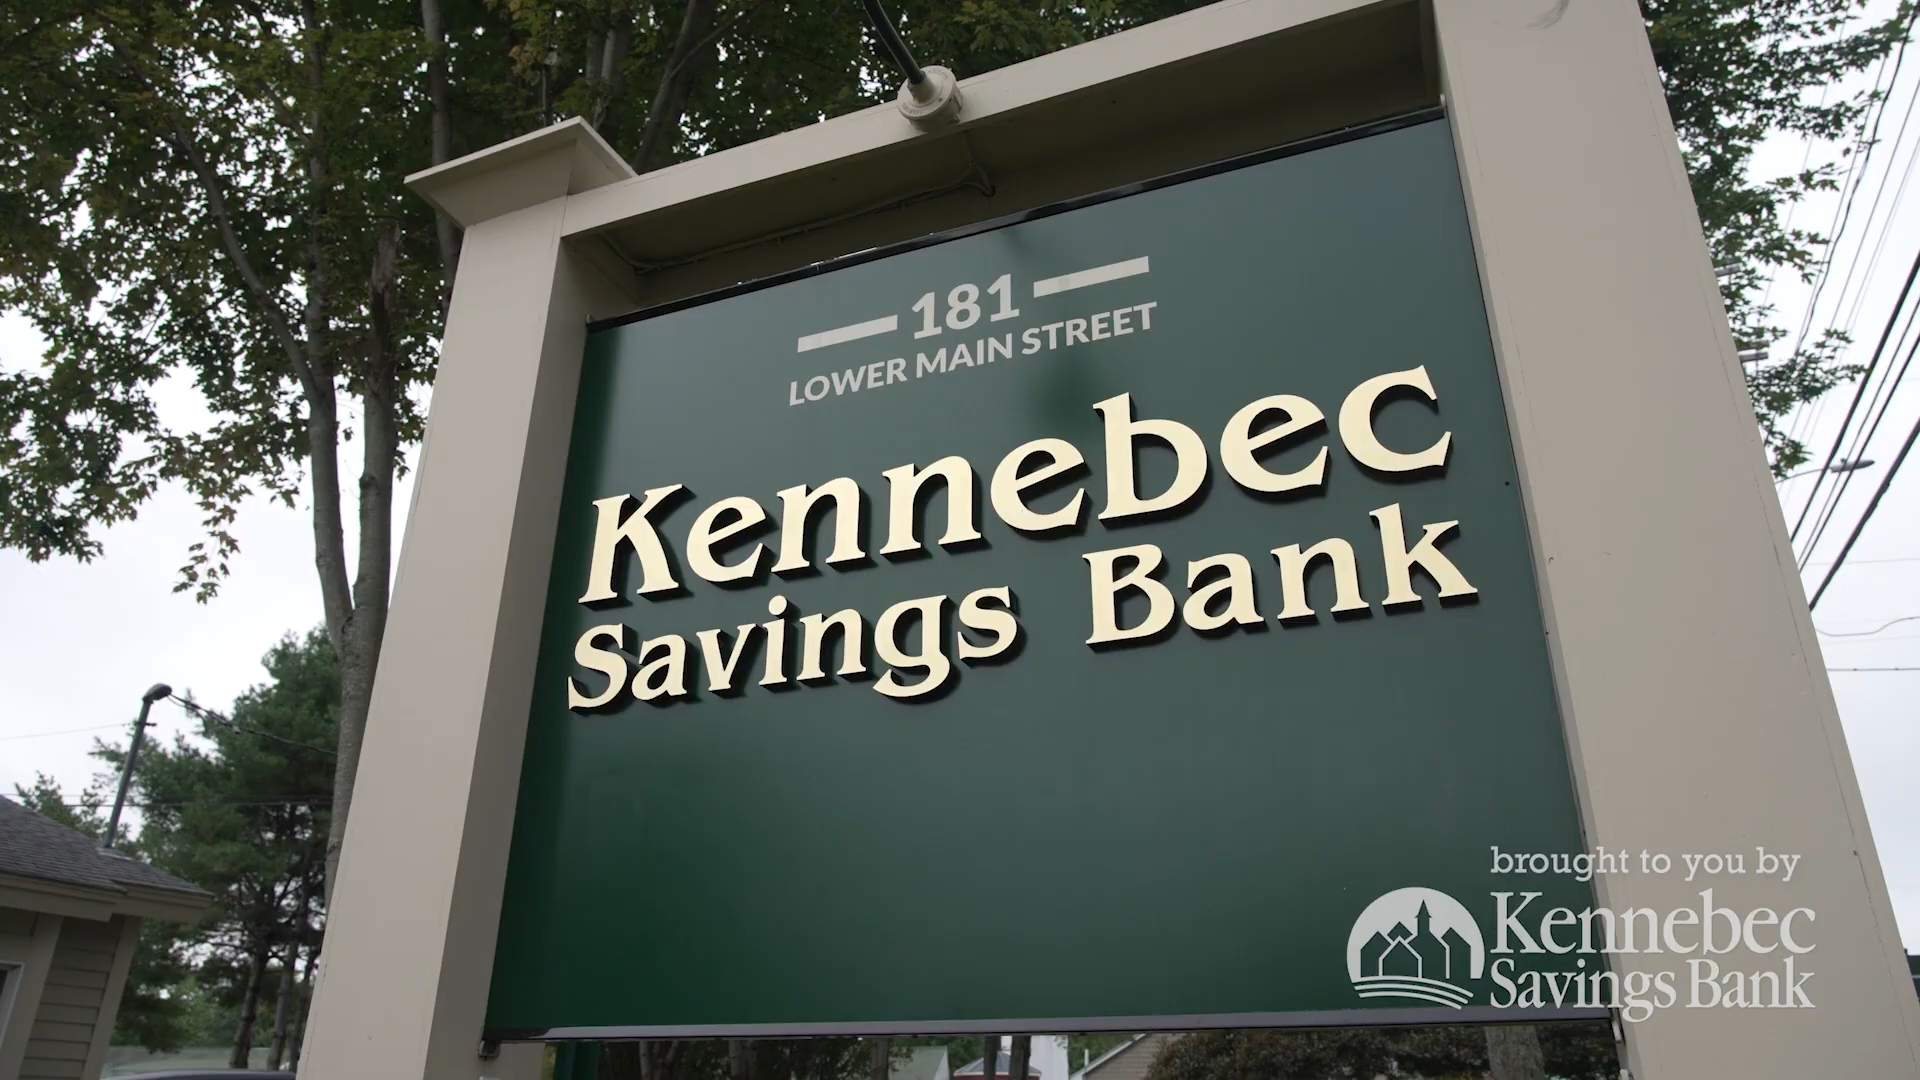 181
LOWER MAIN STREET
Kennebec
Savings Bank
brought to you by
Kennebec
Savings Bank